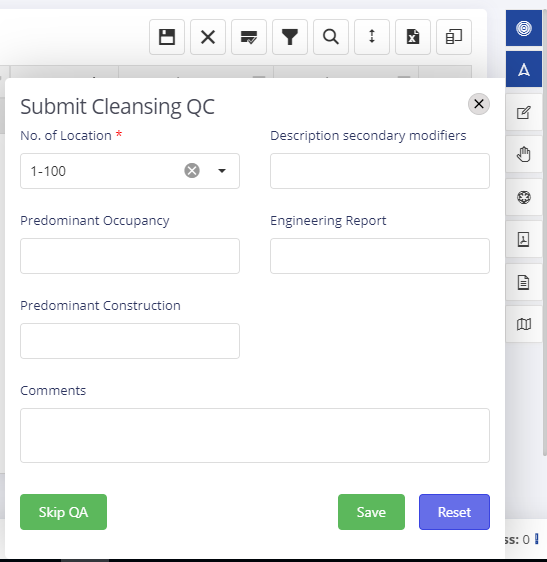 Submit Cleansing QC
No. of Location *
Description secondary modifiers
1-100
Predominant Occupancy
Engineering Report
Predominant Construction
Comments
Skip QA
Save
Reset
ss: 0